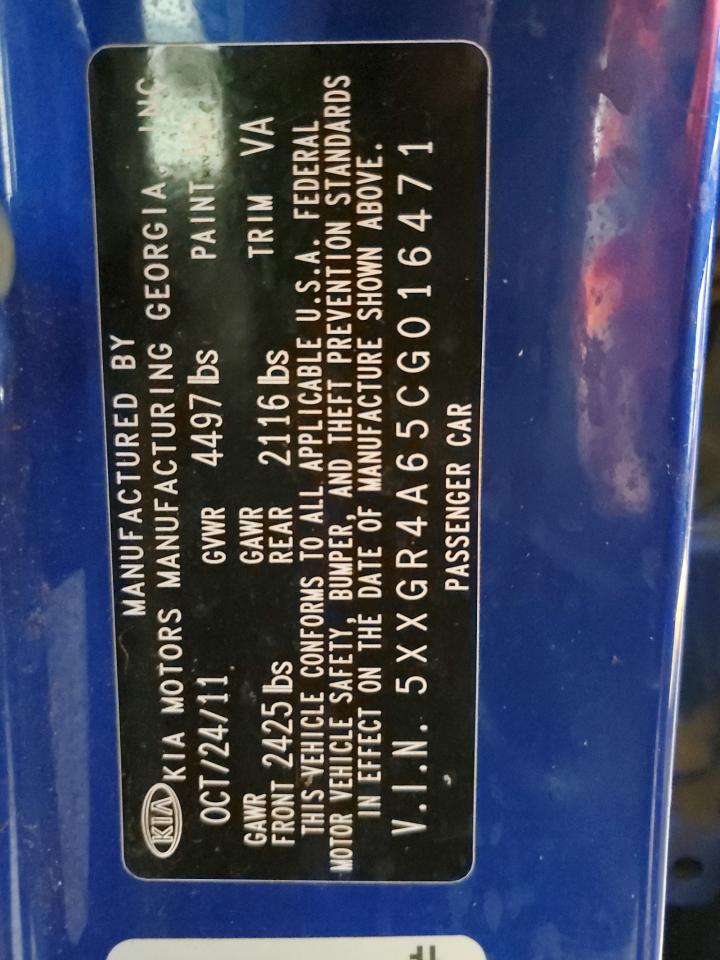 MANUFACTURED BY
KIA KIA MOTORS MANUFACTURING GEORGIA, INC.
OCT/24/11 GVWR 4497 lbs PAINT
GAWR FRONT 2425 lbs GAWR REAR 2116 lbs TRIM VA
THIS VEHICLE CONFORMS TO ALL APPLICABLE U.S.A. FEDERAL
MOTOR VEHICLE SAFETY, BUMPER, AND THEFT PREVENTION STANDARDS
IN EFFECT ON THE DATE OF MANUFACTURE SHOWN ABOVE.
V.I.N. 5XXGR4A65CG016471
PASSENGER CAR